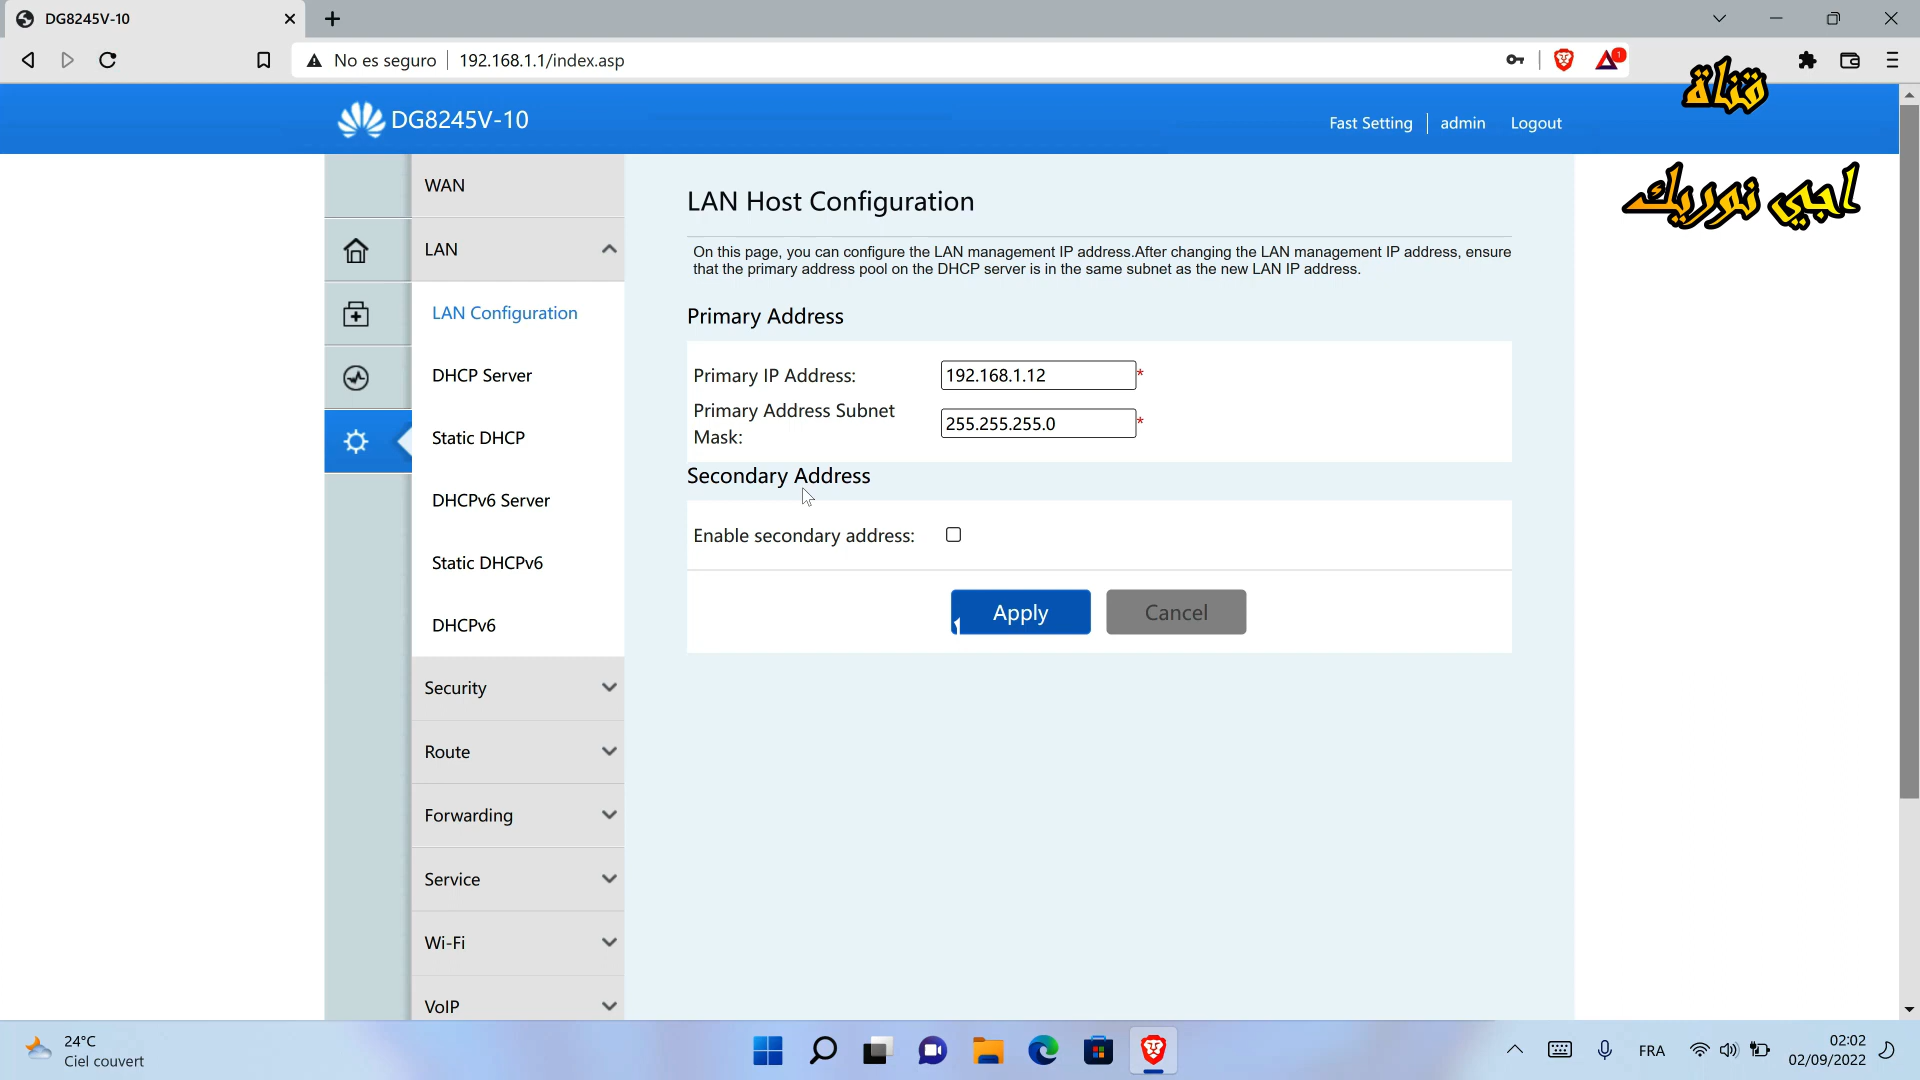 DG8245V-10
No es seguro
192.168.1.1/index.asp
1
قناة
اجي نوريك
DG8245V-10
Fast Setting
admin
Logout
WAN
LAN
LAN Configuration
DHCP Server
Static DHCP
DHCPv6 Server
Static DHCPv6
DHCPv6
Security
Route
Forwarding
Service
Wi-Fi
VoIP
LAN Host Configuration
On this page, you can configure the LAN management IP address.After changing the LAN management IP address, ensure
that the primary address pool on the DHCP server is in the same subnet as the new LAN IP address.
Primary Address
Primary IP Address:
192.168.1.12
*
Primary Address Subnet
Mask:
255.255.255.0
*
Secondary Address
Enable secondary address:
Apply
Cancel
24°C
Ciel couvert
FRA
02:02
02/09/2022